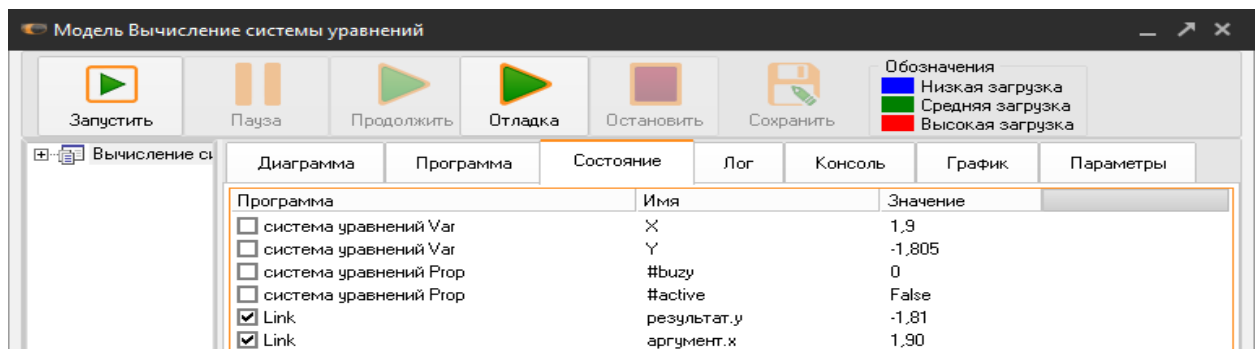 Модель Вычисление системы уравнений
Запустить Пауза Продолжить Отладка Остановить Сохранить
Обозначения
Низкая загрузка
Средняя загрузка
Высокая загрузка
Вычисление
Диаграмма Программа Состояние Лог Консоль График Параметры
Программа Имя Значение
система уравнений Var X 1,9
система уравнений Var Y -1,805
система уравнений Prop #buzy 0
система уравнений Prop #active False
Link результат.y -1,81
Link аргумент.x 1,90